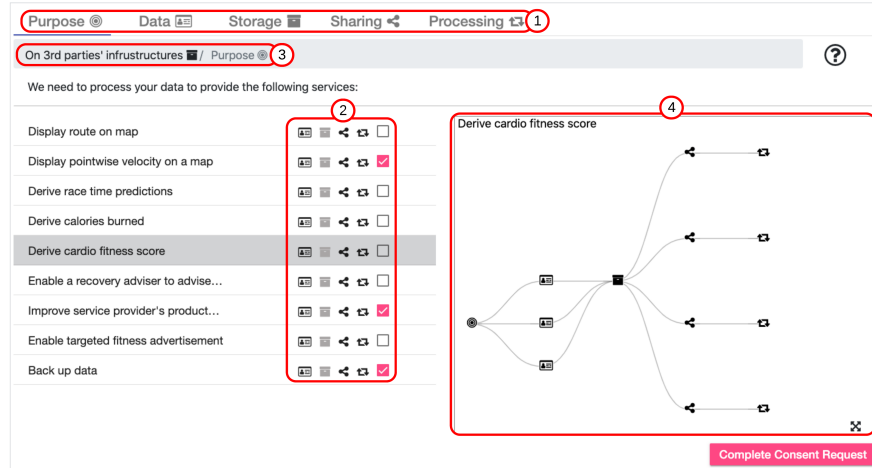 Purpose Data Storage Sharing Processing 1
On 3rd parties' infrustructures / Purpose 3
We need to process your data to provide the following services:
2
4
Display route on map
Display pointwise velocity on a map
Derive race time predictions
Derive calories burned
Derive cardio fitness score
Enable a recovery adviser to advise...
Improve service provider's product...
Enable targeted fitness advertisement
Back up data
Derive cardio fitness score
Complete Consent Request